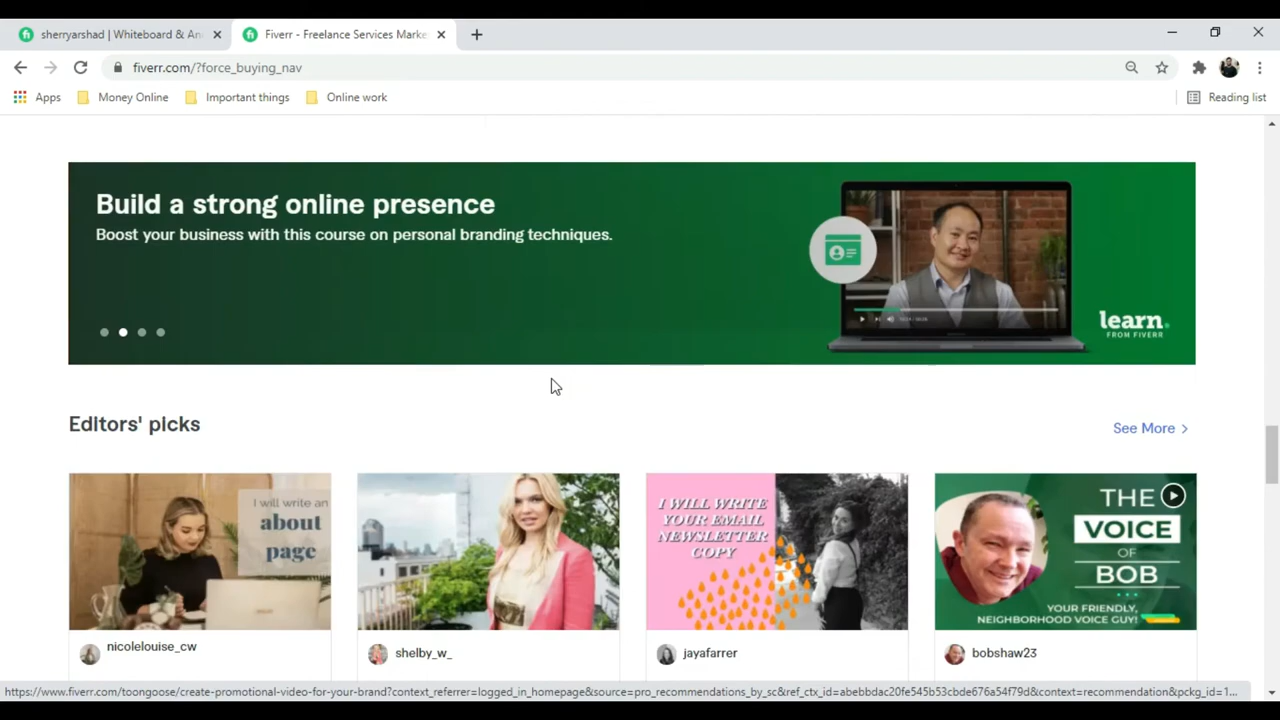 sherryarshad | Whiteboard & An
Fiverr - Freelance Services Marke
fiverr.com/?force_buying_nav
Apps
Money Online
Important things
Online work
Reading list
Build a strong online presence
Boost your business with this course on personal branding techniques.
learn.
FROM FIVERR
Editors' picks
See More
I will write an
about
page
I WILL WRITE
YOUR EMAIL
NEWSLETTER
COPY
THE
VOICE
OF
BOB
YOUR FRIENDLY,
NEIGHBORHOOD VOICE GUY!
nicolelouise_cw
shelby_w_
jayafarrer
bobshaw23
https://www.fiverr.com/toongoose/create-promotional-video-for-your-brand?context_referrer=logged_in_homepage&source=pro_recommendations_by_sc&ref_ctx_id=abebbdac20fe545b53cbde676a54f79d&context=recommendation&pckg_id=1...